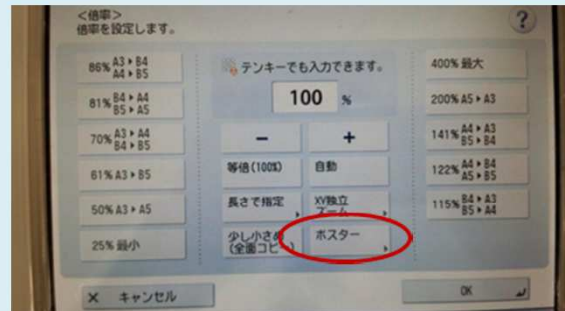 <倍率>
倍率を設定します。
?
86% A3▶B4
A4▶B5
81% B4▶A4
B5▶A5
70% A3▶A4
B4▶B5
61% A3▶B5
50% A3▶A5
25% 最小
テンキーでも入力できます。
100 %
−
+
等倍(100%)
自動
長さで指定
XY独立
ズーム
少し小さめ
(全面コピー)
ポスター
400% 最大
200% A5▶A3
141% A4▶A3
B5▶B4
122% A4▶B4
A5▶B5
115% B4▶A3
B5▶A4
× キャンセル
OK